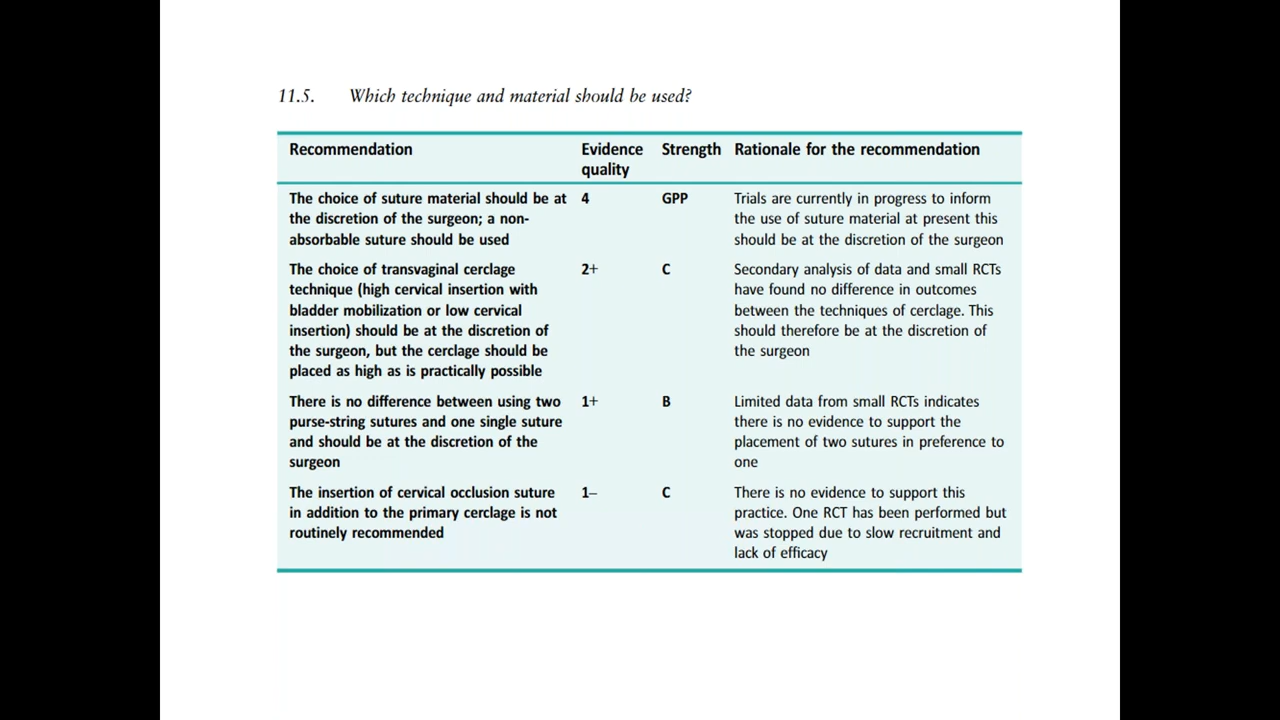 11.5. Which technique and material should be used?
Recommendation Evidence quality Strength Rationale for the recommendation
The choice of suture material should be at
the discretion of the surgeon; a non-
absorbable suture should be used
4
GPP
Trials are currently in progress to inform
the use of suture material at present this
should be at the discretion of the surgeon
The choice of transvaginal cerclage
technique (high cervical insertion with
bladder mobilization or low cervical
insertion) should be at the discretion of
the surgeon, but the cerclage should be
placed as high as is practically possible
2+
C
Secondary analysis of data and small RCTs
have found no difference in outcomes
between the techniques of cerclage. This
should therefore be at the discretion of
the surgeon
There is no difference between using two
purse-string sutures and one single suture
and should be at the discretion of the
surgeon
1+
B
Limited data from small RCTs indicates
there is no evidence to support the
placement of two sutures in preference to
one
The insertion of cervical occlusion suture
in addition to the primary cerclage is not
routinely recommended
1–
C
There is no evidence to support this
practice. One RCT has been performed but
was stopped due to slow recruitment and
lack of efficacy